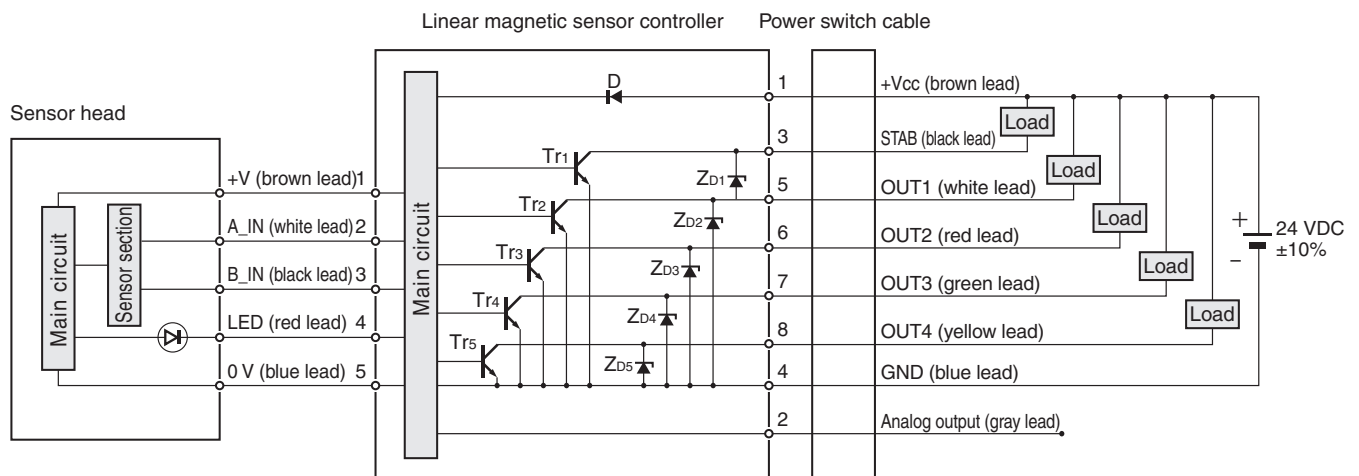 Linear magnetic sensor controller
Power switch cable
Sensor head
D
1
+Vcc (brown lead)
Load
3
STAB (black lead)
Tr1
ZD1
Load
+V (brown lead)1
5
OUT1 (white lead)
Tr2
ZD2
Load
A_IN (white lead) 2
6
OUT2 (red lead)
+
24 VDC
±10%
–
Main circuit
Sensor section
Main circuit
Tr3
ZD3
Load
B_IN (black lead) 3
7
OUT3 (green lead)
Tr4
ZD4
Load
LED (red lead) 4
8
OUT4 (yellow lead)
Tr5
ZD5
0 V (blue lead) 5
4
GND (blue lead)
2
Analog output (gray lead)